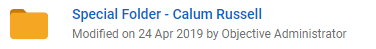 Special Folder - Calum Russell
Modified on 24 Apr 2019 by Objective Administrator